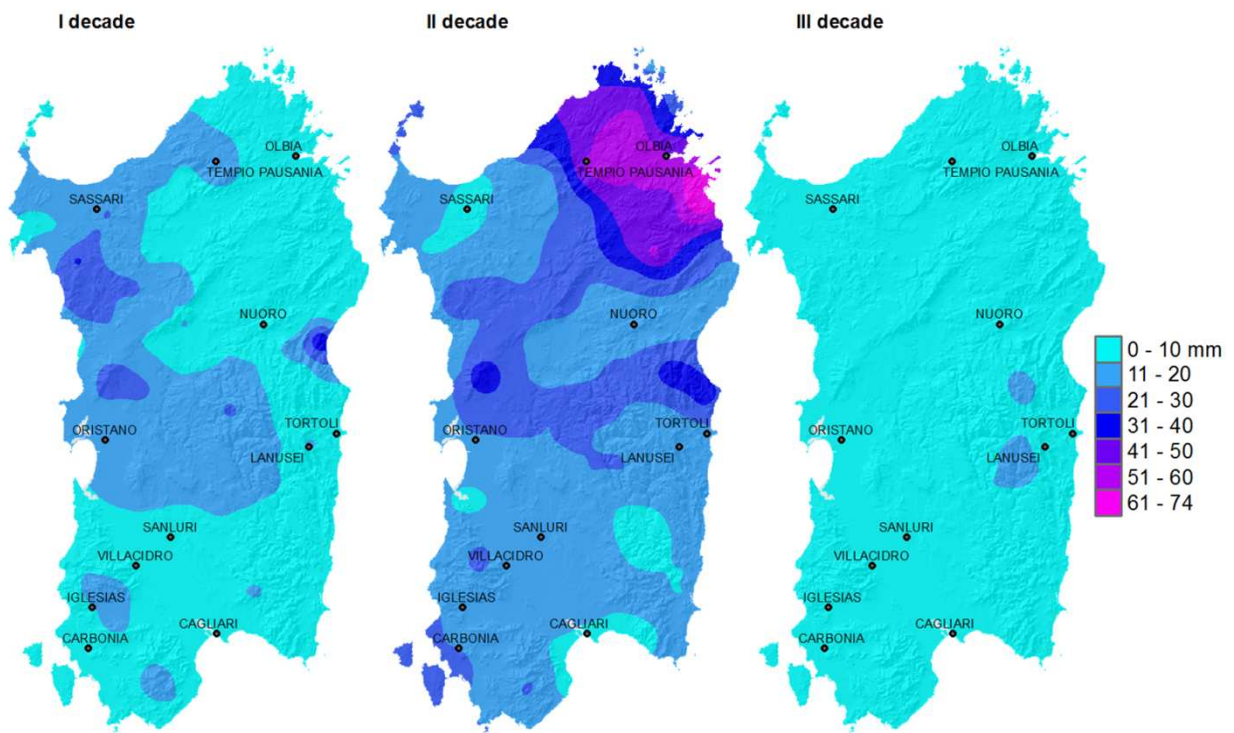 I decade
II decade
III decade
OLBIA
TEMPIO PAUSANIA
SASSARI
NUORO
ORISTANO
TORTOLI
LANUSEI
SANLURI
VILLACIDRO
IGLESIAS
CARBONIA
CAGLIARI
OLBIA
TEMPIO PAUSANIA
SASSARI
NUORO
ORISTANO
TORTOLI
LANUSEI
SANLURI
VILLACIDRO
IGLESIAS
CARBONIA
CAGLIARI
OLBIA
TEMPIO PAUSANIA
SASSARI
NUORO
ORISTANO
TORTOLI
LANUSEI
SANLURI
VILLACIDRO
IGLESIAS
CARBONIA
CAGLIARI
0 - 10 mm
11 - 20
21 - 30
31 - 40
41 - 50
51 - 60
61 - 74